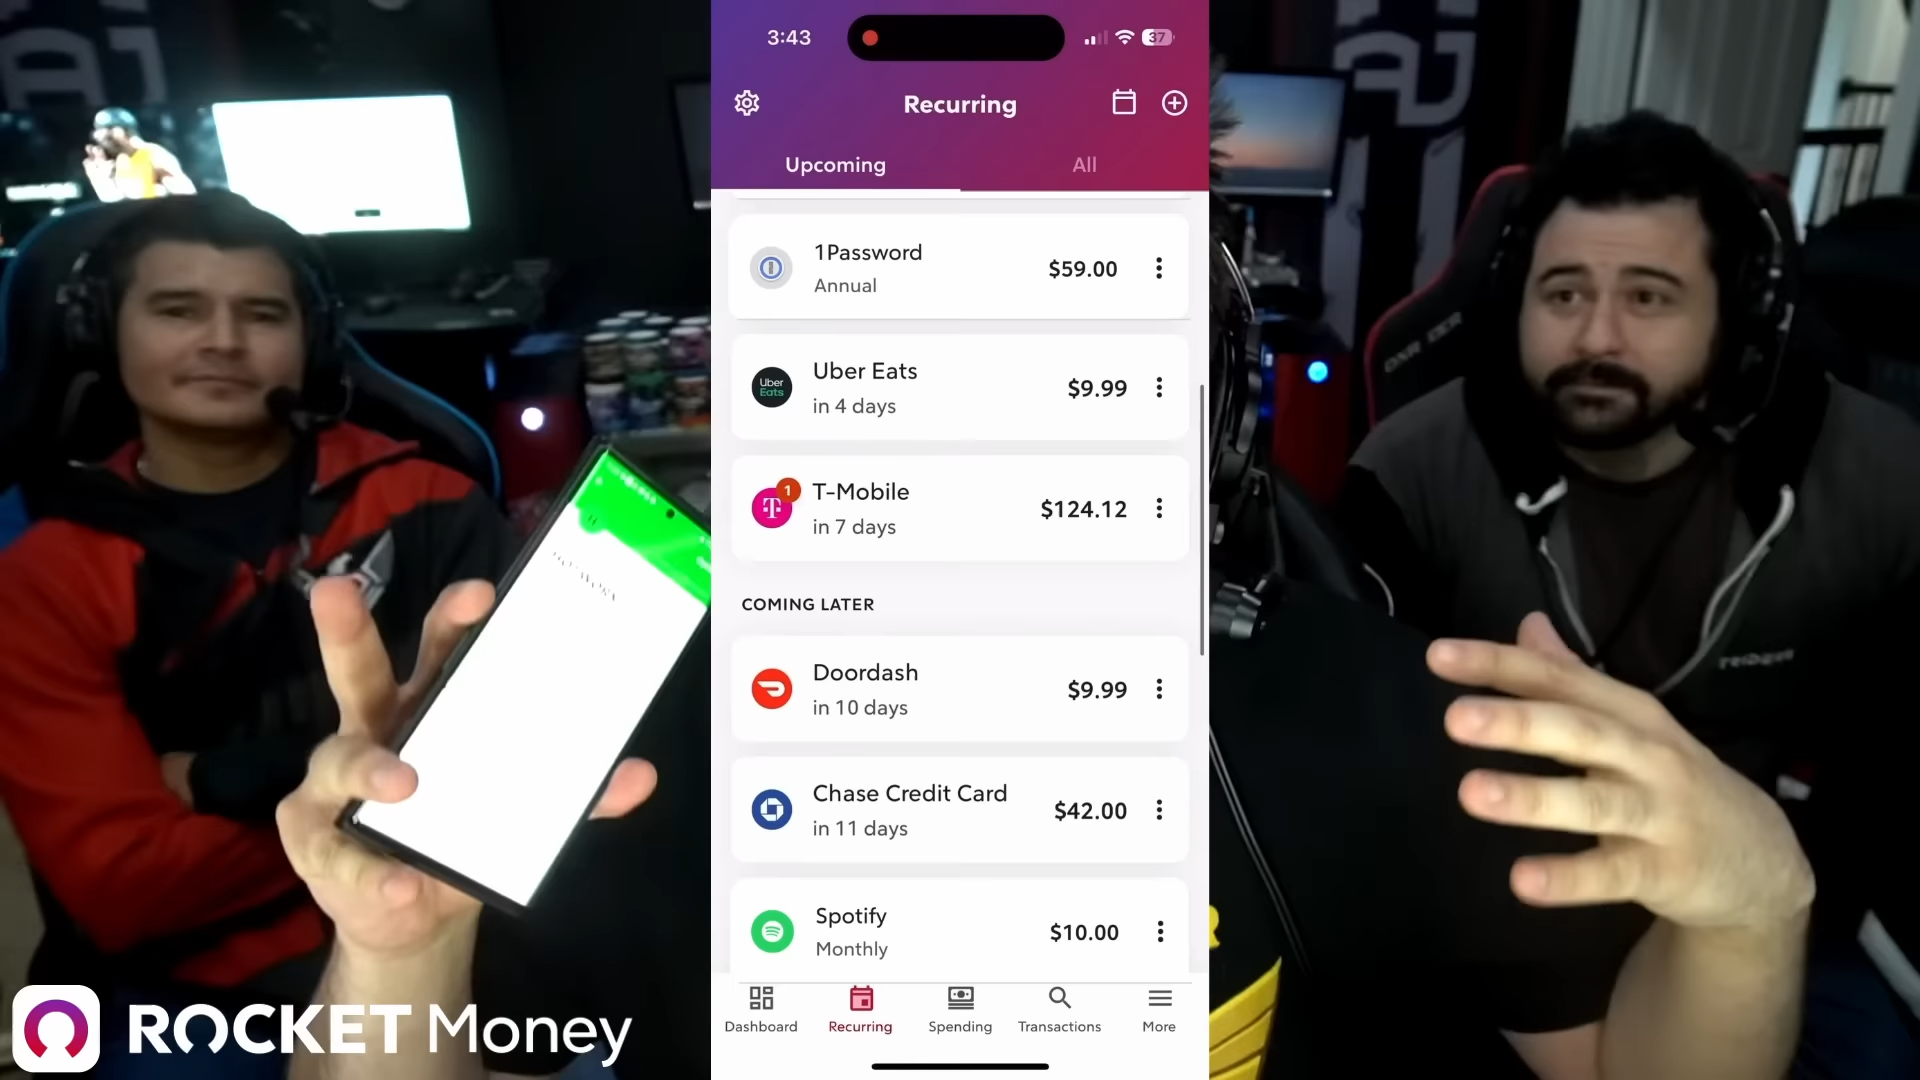 3:43
37
Recurring
Upcoming
All
1Password
Annual
$59.00
Uber Eats
Uber Eats
in 4 days
$9.99
1
T-Mobile
in 7 days
$124.12
COMING LATER
Doordash
in 10 days
$9.99
Chase Credit Card
in 11 days
$42.00
Spotify
Monthly
$10.00
Dashboard
Recurring
Spending
Transactions
More
ROCKET Money